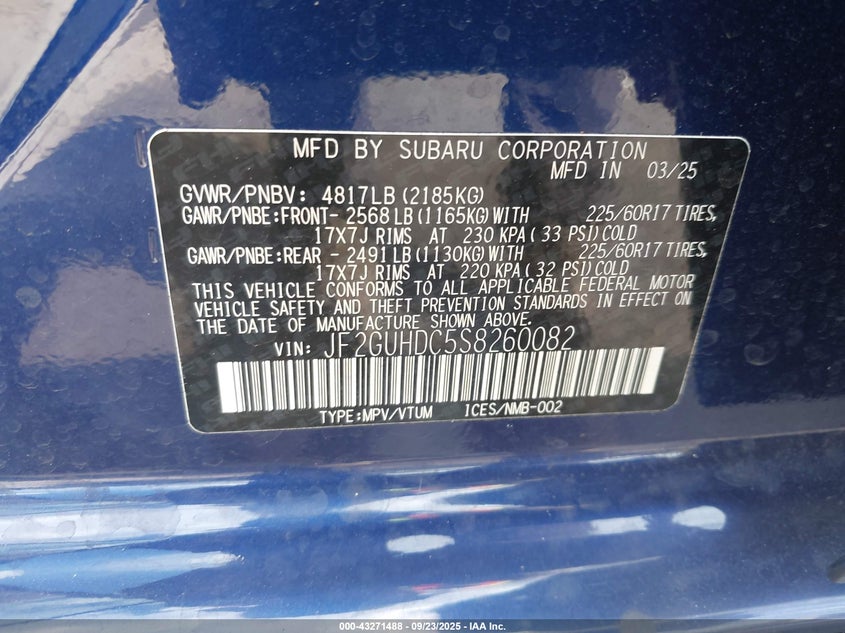 MFD BY SUBARU CORPORATION
MFD IN 03/25
GVWR/PNBV: 4817LB (2185KG)
GAWR/PNBE:FRONT- 2568 LB (1165KG) WITH 225/60R17 TIRES,
17X7J RIMS AT 230 KPA ( 33 PSI) COLD
GAWR/PNBE:REAR - 2491 LB (1130KG) WITH 225/60R17 TIRES,
17X7J RIMS AT 220 KPA ( 32 PSI) COLD
THIS VEHICLE CONFORMS TO ALL APPLICABLE FEDERAL MOTOR
VEHICLE SAFETY AND THEFT PREVENTION STANDARDS IN EFFECT ON
THE DATE OF MANUFACTURE SHOWN ABOVE.
VIN: JF2GUHDC5S8260082
TYPE:MPV/VTUM ICES/NMB-002
000-43271488 - 09/23/2025 - IAA Inc.